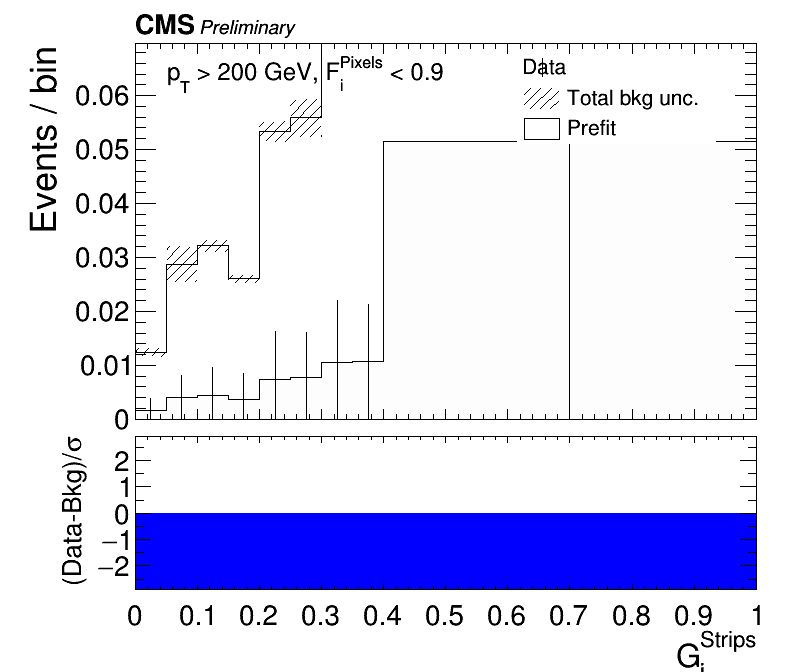 CMS Preliminary
p_T > 200 GeV, F_i^Pixels < 0.9
Data
Total bkg unc.
Prefit
Events / bin
0.06
0.05
0.04
0.03
0.02
0.01
0
(Data-Bkg)/σ
2
1
0
−1
−2
0 0.1 0.2 0.3 0.4 0.5 0.6 0.7 0.8 0.9 1
G_i^Strips